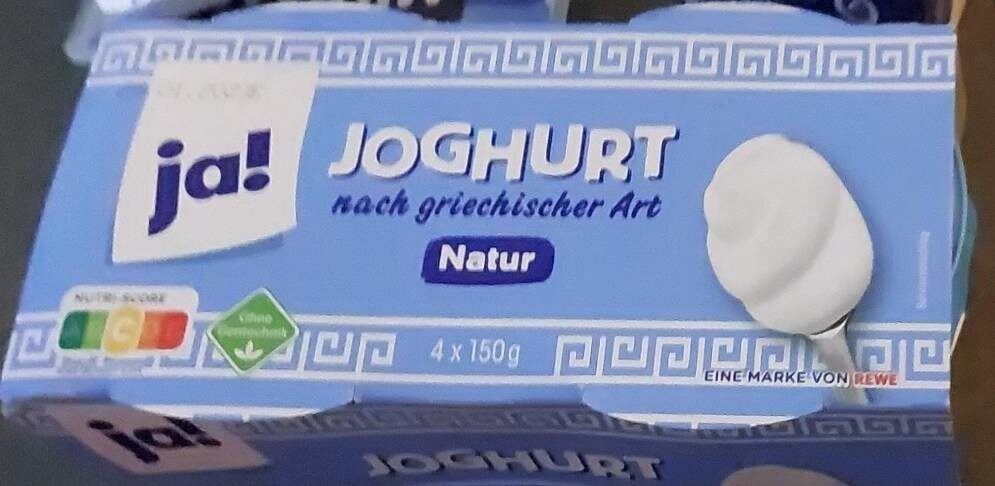 ja!
JOGHURT
nach griechischer Art
Natur
NUTRI-SCORE
C
Ohne
Gentechnik
4 x 150g
EINE MARKE VON REWE
ja!
JOGHURT